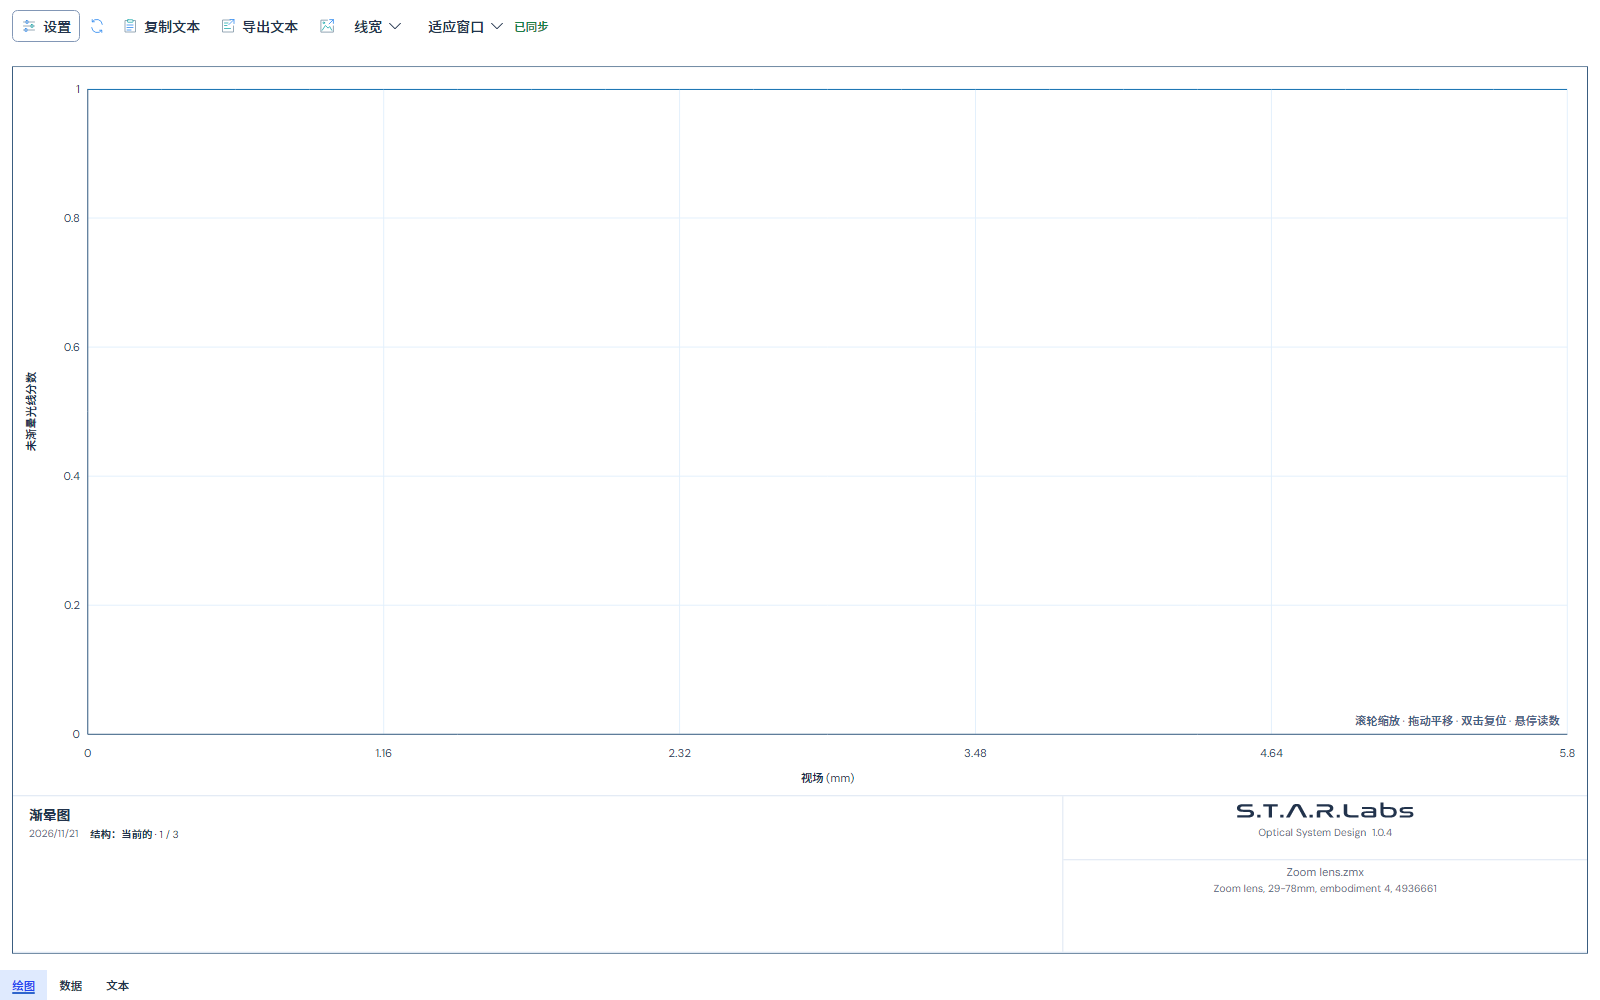 设置 复制文本 导出文本 线宽 适应窗口 已同步
1
0.8
0.6
0.4
0.2
0
未渐晕光线分数
滚轮缩放 · 拖动平移 · 双击复位 · 悬停读数
0 1.16 2.32 3.48 4.64 5.8
视场 (mm)
渐晕图
2026/11/21 结构：当前的 · 1 / 3
S.T.A.R.Labs
Optical System Design 1.0.4
Zoom lens.zmx
Zoom lens, 29-78mm, embodiment 4, 4936661
绘图 数据 文本